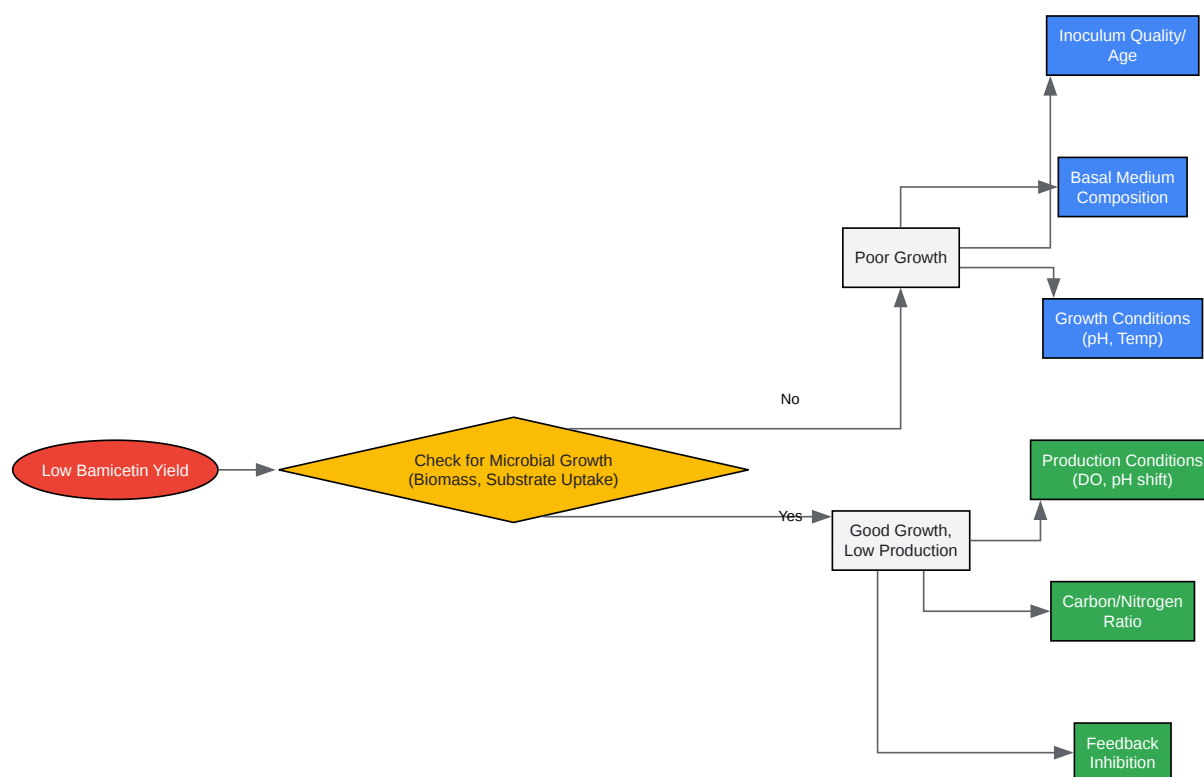 Inoculum Quality/
Age
Basal Medium
Composition
Poor Growth
Growth Conditions
(pH, Temp)
No
Low Bamicetin Yield
Check for Microbial Growth
(Biomass, Substrate Uptake)
Production Conditions
(DO, pH shift)
Yes
Good Growth,
Low Production
Carbon/Nitrogen
Ratio
Feedback
Inhibition